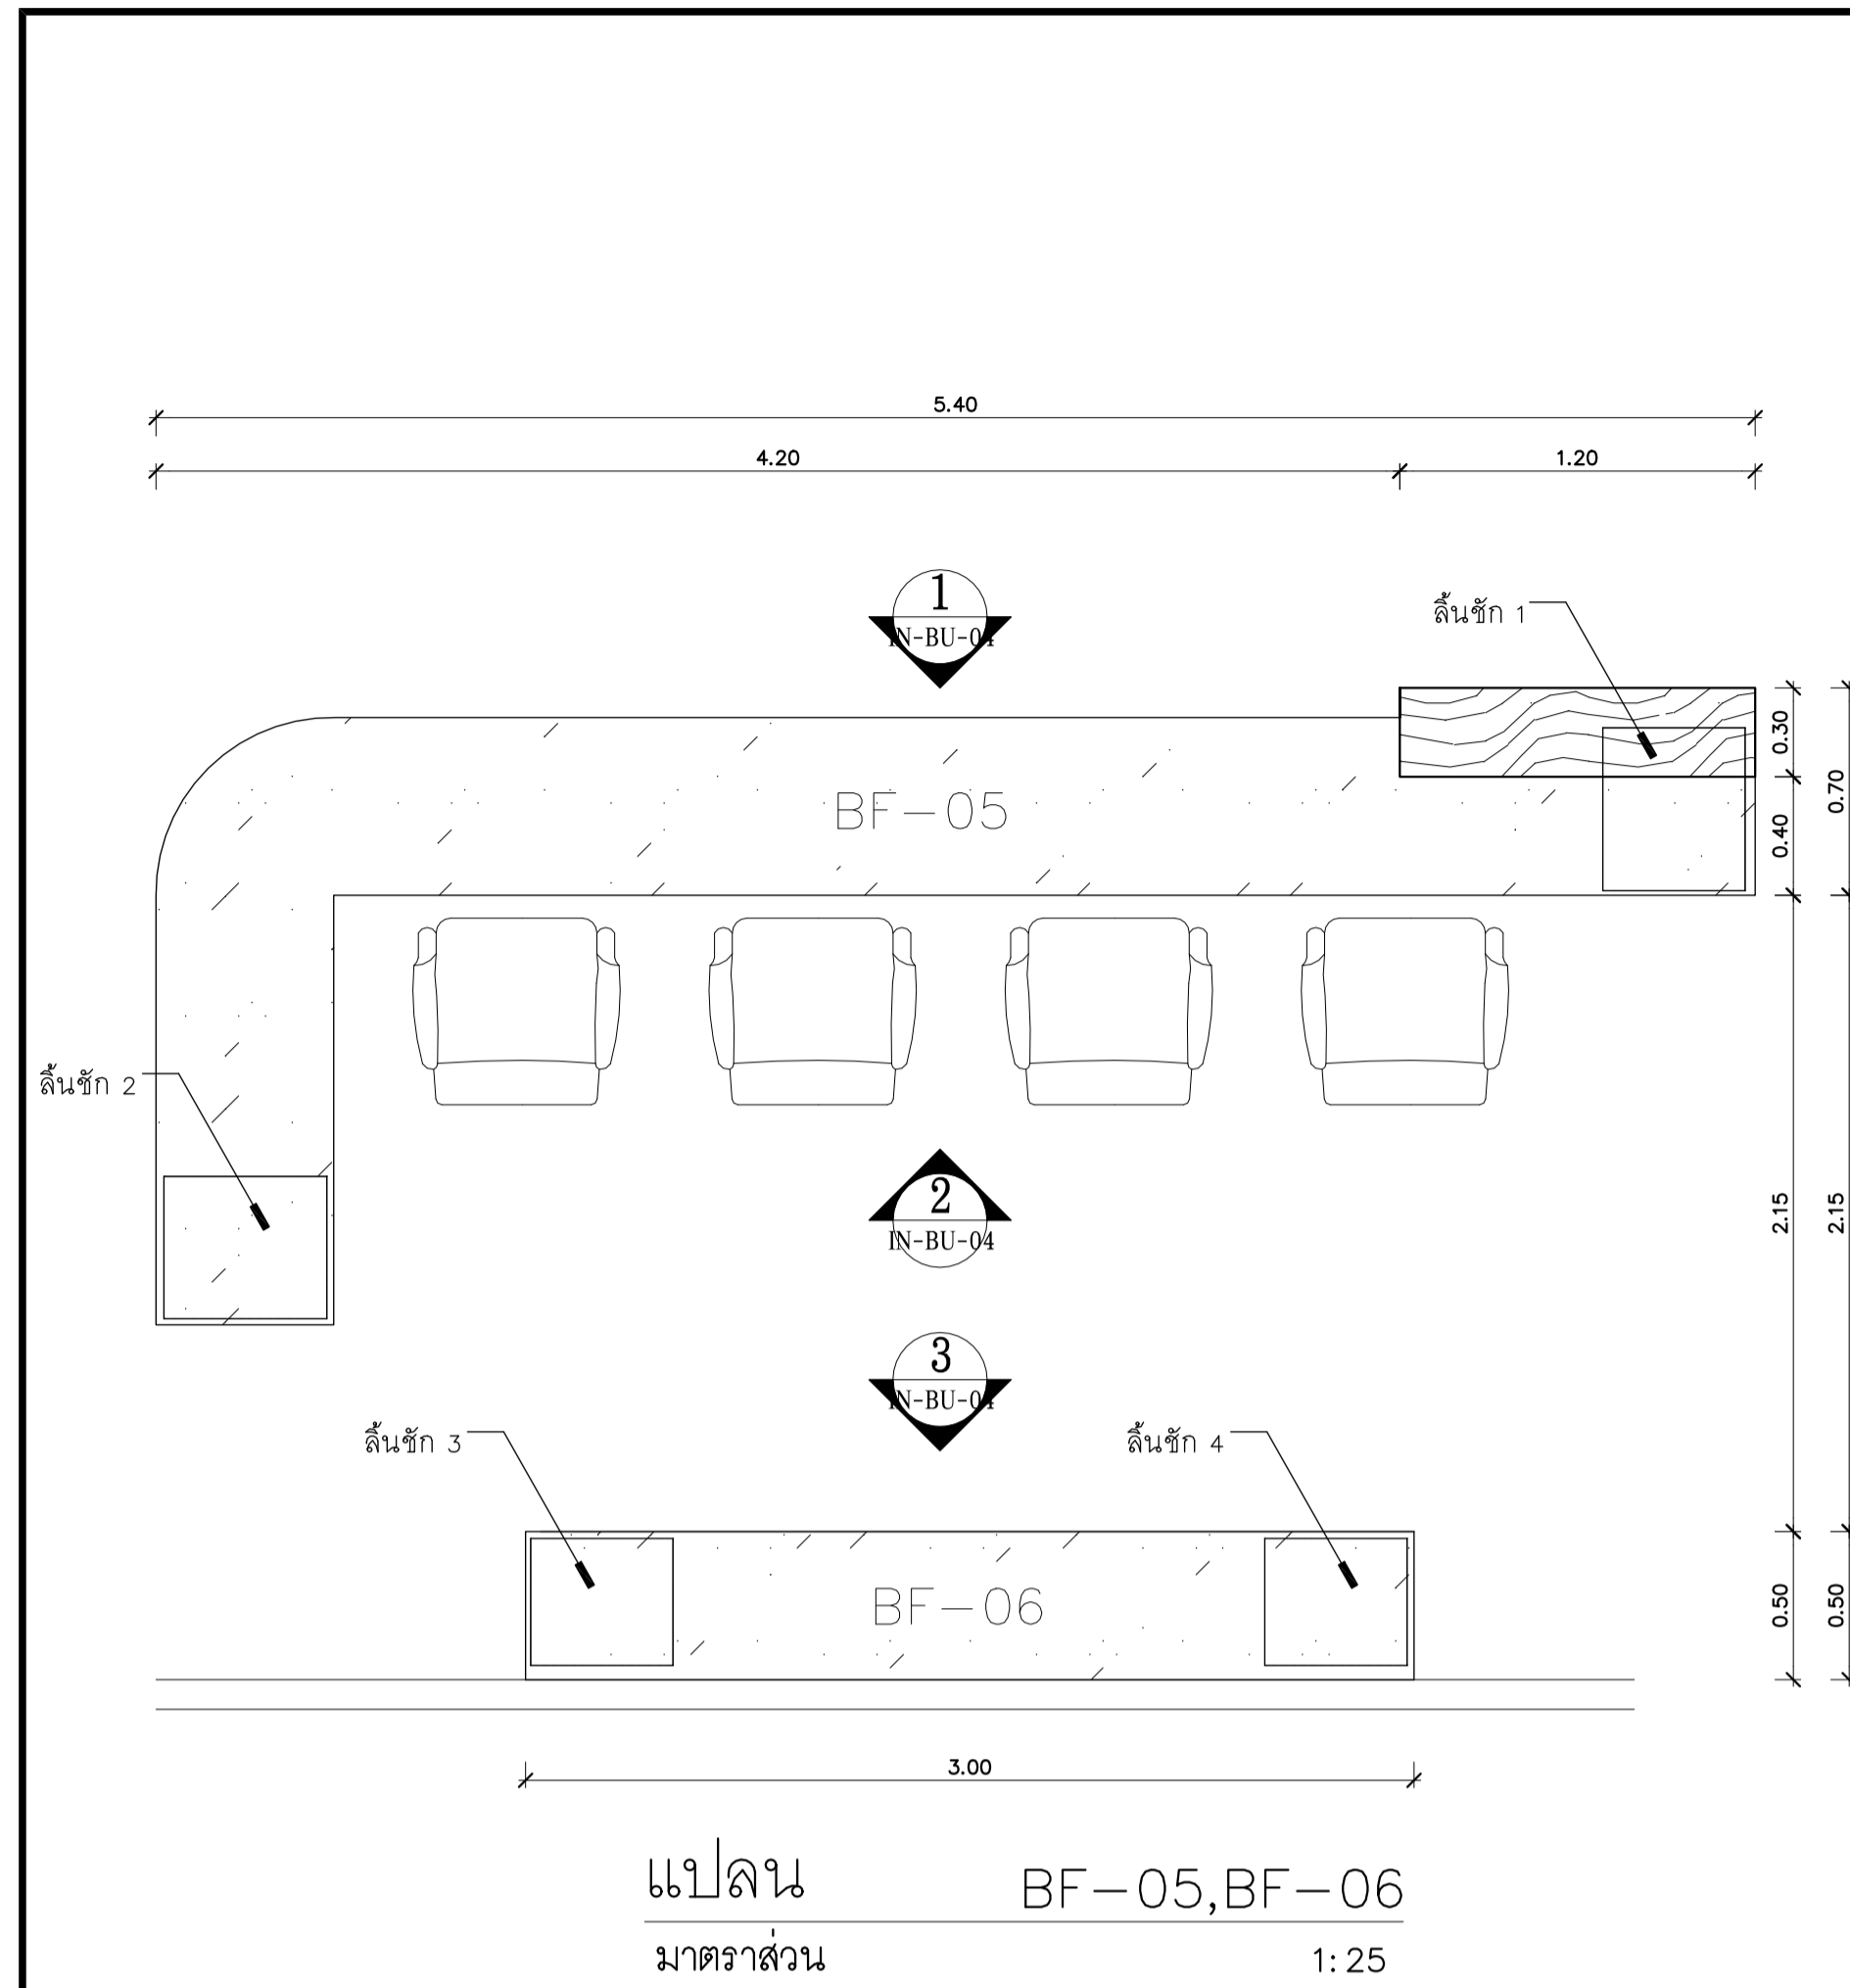 5.40
4.20 1.20
1
IN-BU-04
ลิ้นชัก 1
0.30
0.70
BF-05
0.40
ลิ้นชัก 2
2
IN-BU-04
2.15 2.15
3
IN-BU-04
ลิ้นชัก 3
ลิ้นชัก 4
BF-06
0.50 0.50
3.00
แปลน BF-05,BF-06
มาตราส่วน 1:25